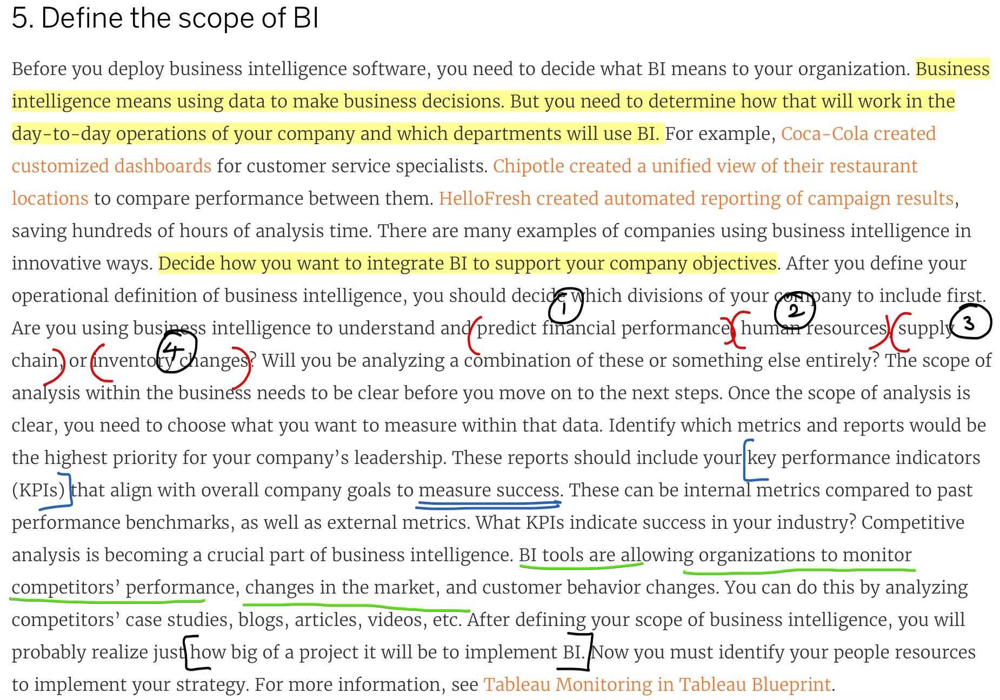 5. Define the scope of BI
Before you deploy business intelligence software, you need to decide what BI means to your organization. Business
intelligence means using data to make business decisions. But you need to determine how that will work in the
day-to-day operations of your company and which departments will use BI. For example, Coca-Cola created
customized dashboards for customer service specialists. Chipotle created a unified view of their restaurant
locations to compare performance between them. HelloFresh created automated reporting of campaign results,
saving hundreds of hours of analysis time. There are many examples of companies using business intelligence in
innovative ways. Decide how you want to integrate BI to support your company objectives. After you define your
operational definition of business intelligence, you should decide which divisions of your company to include first.
1 2
Are you using business intelligence to understand and predict financial performance, human resources, supply 3
4
chain, or inventory changes? Will you be analyzing a combination of these or something else entirely? The scope of
analysis within the business needs to be clear before you move on to the next steps. Once the scope of analysis is
clear, you need to choose what you want to measure within that data. Identify which metrics and reports would be
the highest priority for your company’s leadership. These reports should include your [key performance indicators
(KPIs)] that align with overall company goals to measure success. These can be internal metrics compared to past
performance benchmarks, as well as external metrics. What KPIs indicate success in your industry? Competitive
analysis is becoming a crucial part of business intelligence. BI tools are allowing organizations to monitor
competitors’ performance, changes in the market, and customer behavior changes. You can do this by analyzing
competitors’ case studies, blogs, articles, videos, etc. After defining your scope of business intelligence, you will
probably realize just [how big of a project it will be to implement BI.] Now you must identify your people resources
to implement your strategy. For more information, see Tableau Monitoring in Tableau Blueprint.